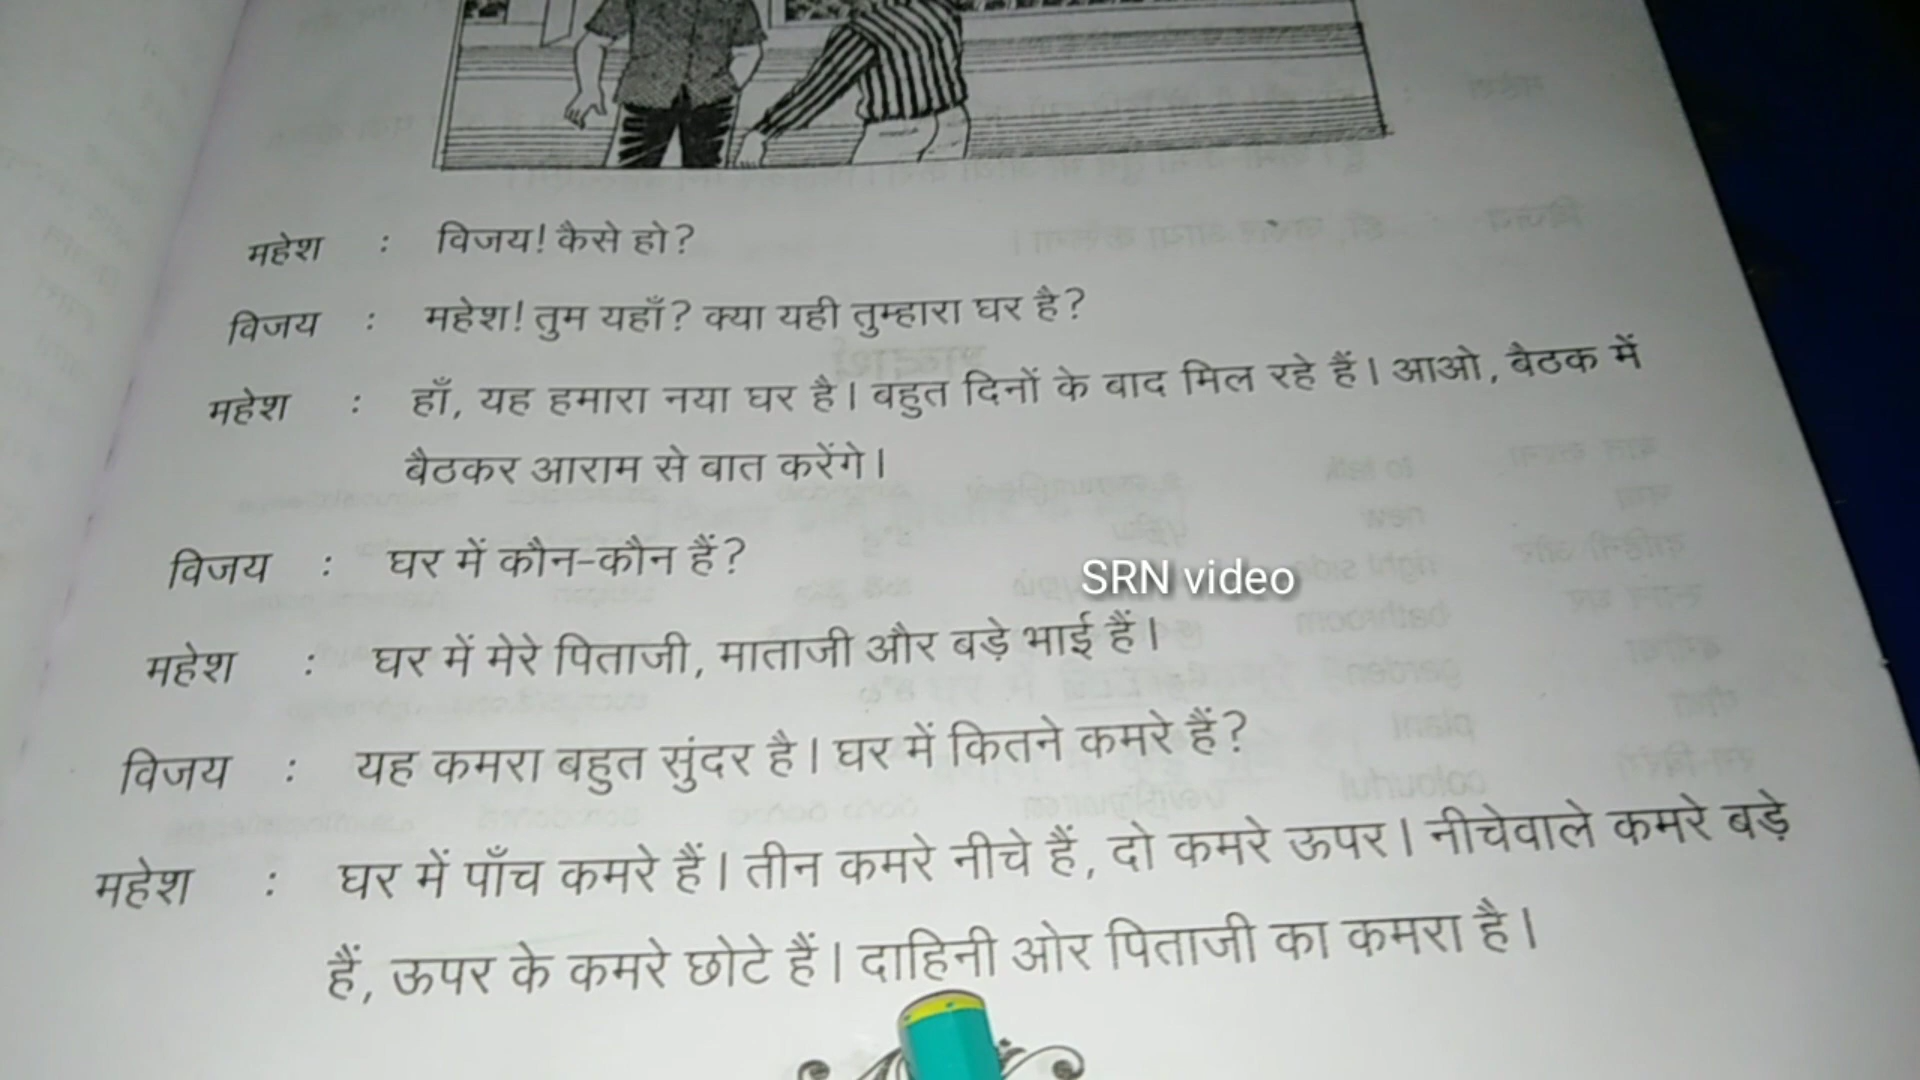 महेश : विजय! कैसे हो?
विजय : महेश! तुम यहाँ? क्या यही तुम्हारा घर है?
महेश : हाँ, यह हमारा नया घर है। बहुत दिनों के बाद मिल रहे हैं। आओ, बैठक में
बैठकर आराम से बात करेंगे।
विजय : घर में कौन-कौन हैं?
SRN video
महेश : घर में मेरे पिताजी, माताजी और बड़े भाई हैं।
विजय : यह कमरा बहुत सुंदर है। घर में कितने कमरे हैं?
महेश : घर में पाँच कमरे हैं। तीन कमरे नीचे हैं, दो कमरे ऊपर। नीचेवाले कमरे बड़े
हैं, ऊपर के कमरे छोटे हैं। दाहिनी ओर पिताजी का कमरा है।